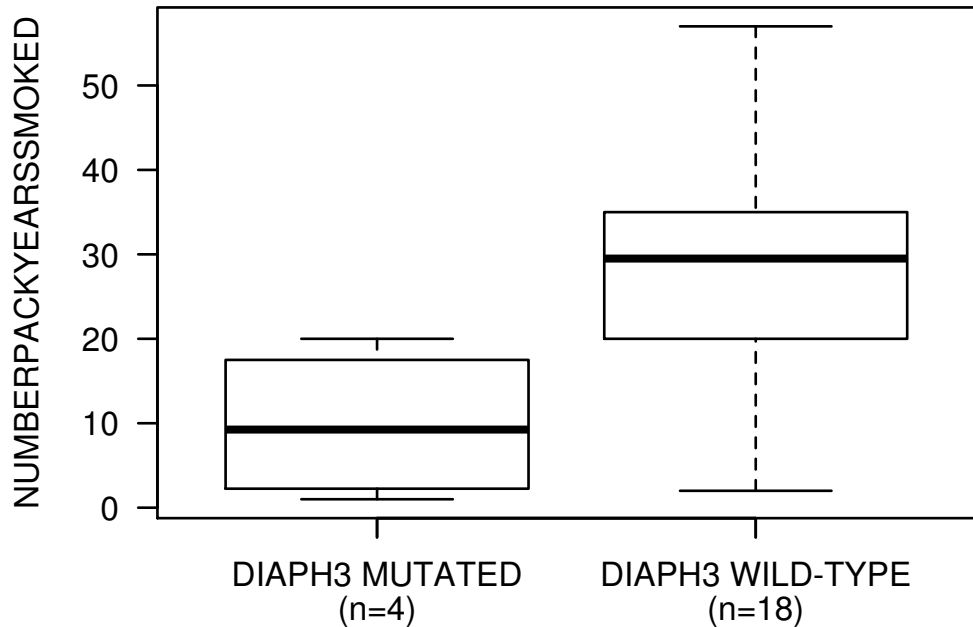 NUMBERPACKYEARSSMOKED
50
40
30
20
10
0
DIAPH3 MUTATED
(n=4)
DIAPH3 WILD-TYPE
(n=18)